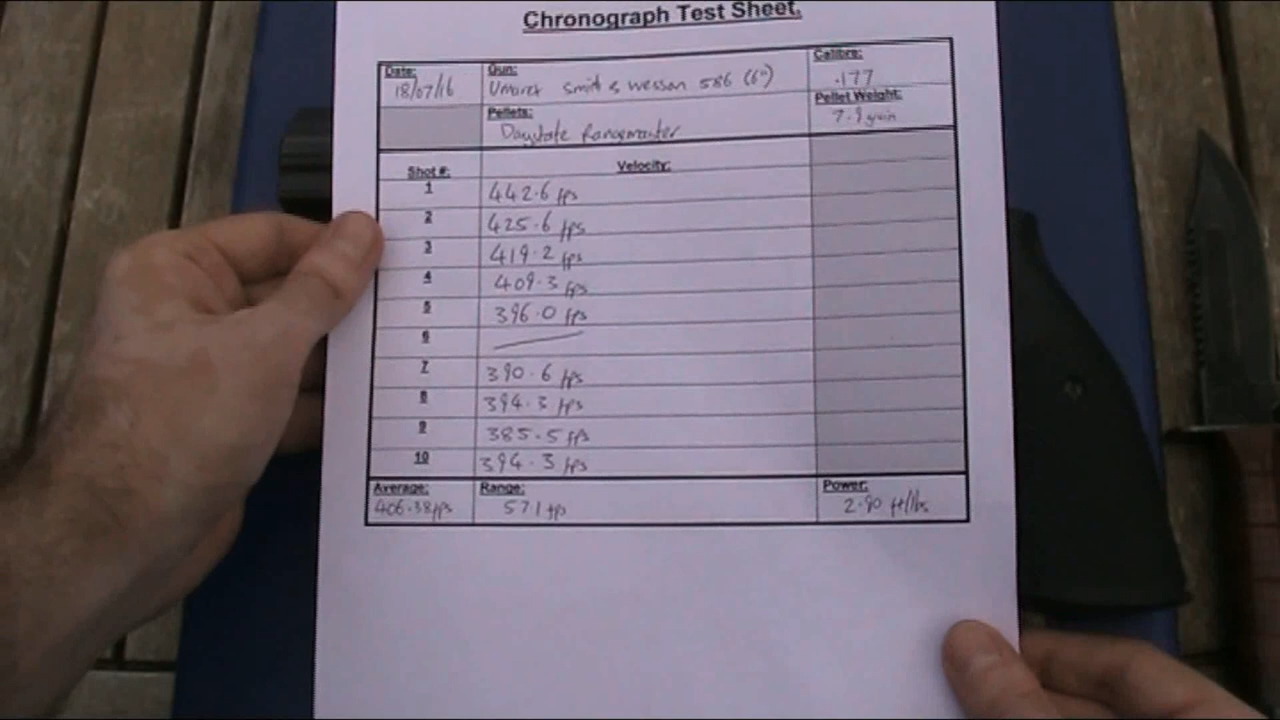 Chronograph Test Sheet.
Date: Gun: Calibre:
18/07/16 Umarex Smith & Wesson 586 (6") .177
Pellets: Pellet Weight:
Daystate Rangemaster 7.9 grain
Shot #: Velocity:
1 442.6 fps
2 425.6 fps
3 419.2 fps
4 409.3 fps
5 396.0 fps
6
7 390.6 fps
8 394.3 fps
9 385.5 fps
10 394.3 fps
Average: Range: Power:
406.38fps 57.1 fps 2.90 ft/lbs